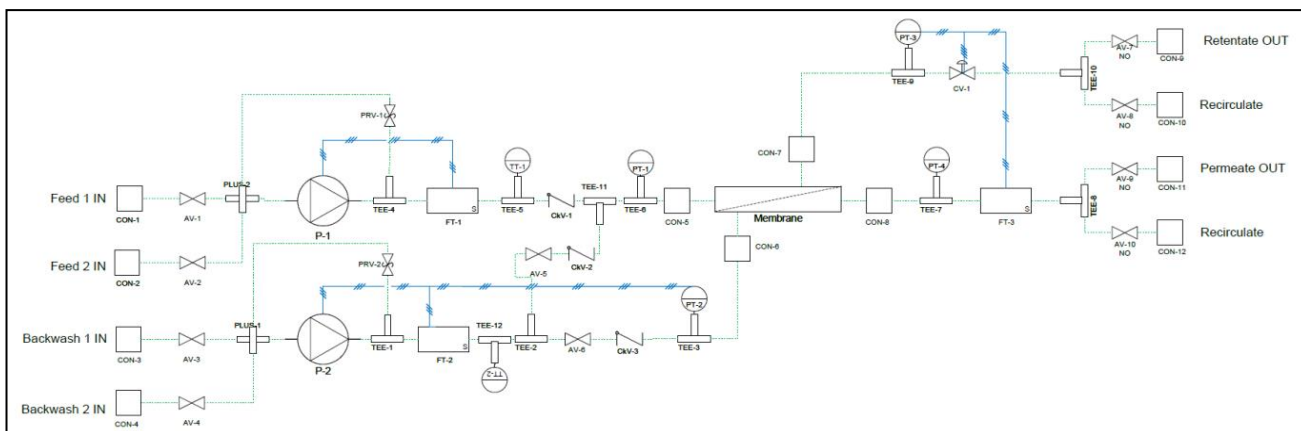 PT-3
AV-7
NO
CON-9
Retentate OUT
TEE-9
CV-1
TEE-10
AV-8
NO
CON-10
Recirculate
PRV-1
CON-7
TT-1
PT-1
PT-4
AV-9
NO
CON-11
Permeate OUT
Feed 1 IN
CON-1
AV-1
PLUS-2
P-1
TEE-4
FT-1
S
TEE-5
CkV-1
TEE-11
TEE-6
CON-5
Membrane
CON-8
TEE-7
FT-3
S
TEE-8
AV-10
NO
CON-12
Recirculate
Feed 2 IN
CON-2
AV-2
PRV-2
AV-5
CkV-2
CON-6
PT-2
Backwash 1 IN
CON-3
AV-3
PLUS-1
P-2
TEE-1
FT-2
S
TEE-12
TT-2
TEE-2
AV-6
CkV-3
TEE-3
Backwash 2 IN
CON-4
AV-4